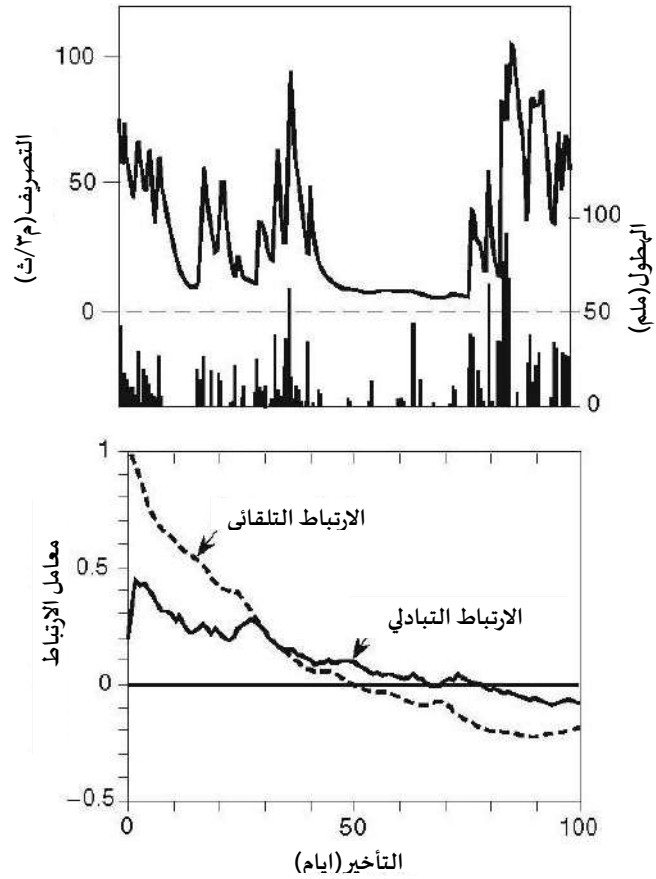 100
50
0
التصريف(م٣/ث)
100
50
0
الهطول(ملم)
1
0.5
0
−0.5
معامل الارتباط
الارتباط التلقائى
الارتباط التبادلي
0
50
100
التأخير(ايام)